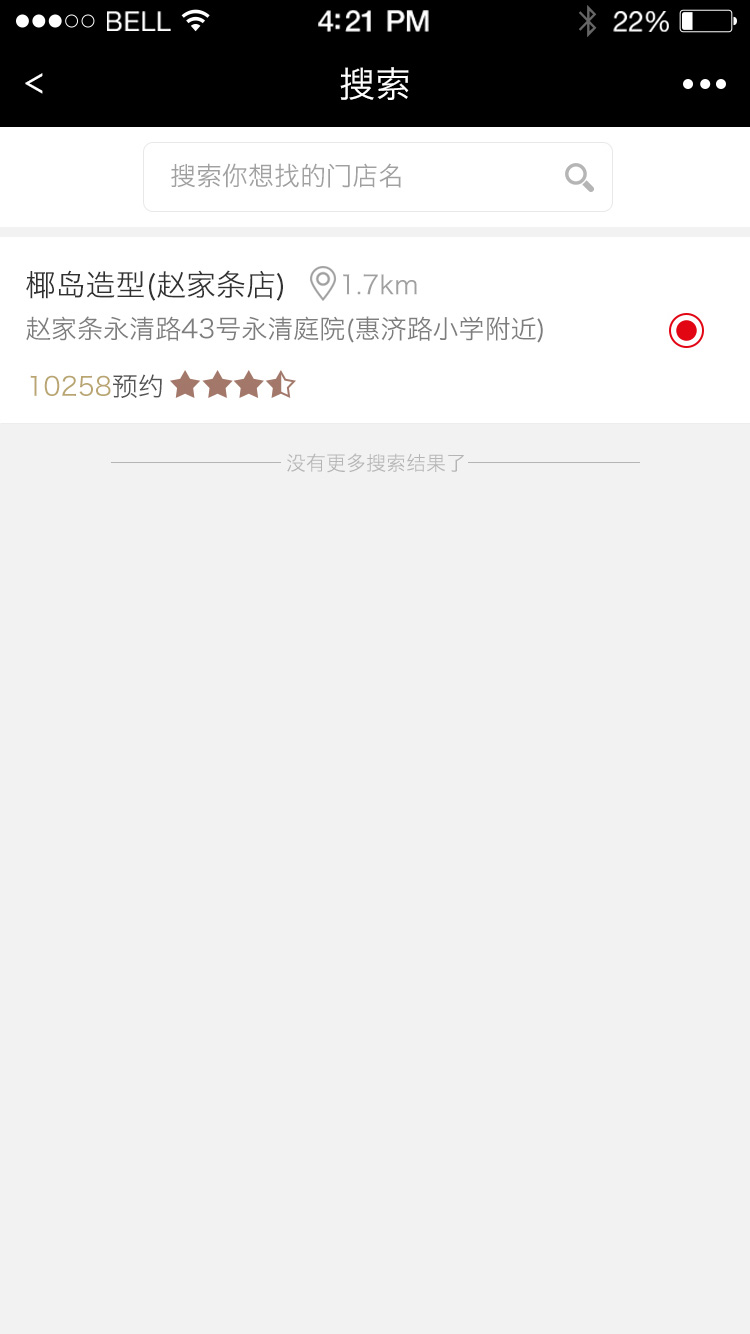 BELL 4:21 PM 22%
< 搜索
搜索你想找的门店名
椰岛造型(赵家条店) 1.7km
赵家条永清路43号永清庭院(惠济路小学附近)
10258预约
没有更多搜索结果了